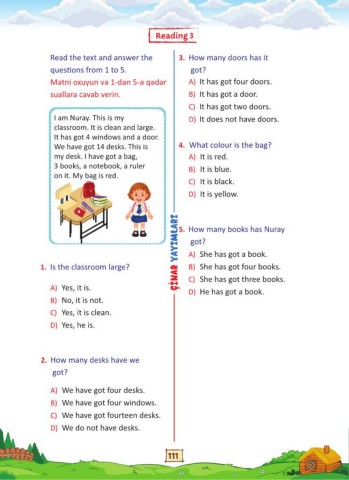 Reading 3
Read the text and answer the
questions from 1 to 5.
Mətni oxuyun və 1-dən 5-ə qədər
suallara cavab verin.
I am Nuray. This is my
classroom. It is clean and large.
It has got 4 windows and a door.
We have got 14 desks. This is
my desk. I have got a bag,
3 books, a notebook, a ruler
on it. My bag is red.
1. Is the classroom large?
A) Yes, it is.
B) No, it is not.
C) Yes, it is clean.
D) Yes, he is.
2. How many desks have we
got?
A) We have got four desks.
B) We have got four windows.
C) We have got fourteen desks.
D) We do not have desks.
ÇİNAR YAYIMLARI
3. How many doors has it
got?
A) It has got four doors.
B) It has got a door.
C) It has got two doors.
D) It does not have doors.
4. What colour is the bag?
A) It is red.
B) It is blue.
C) It is black.
D) It is yellow.
5. How many books has Nuray
got?
A) She has got a book.
B) She has got four books.
C) She has got three books.
D) He has got a book.
111